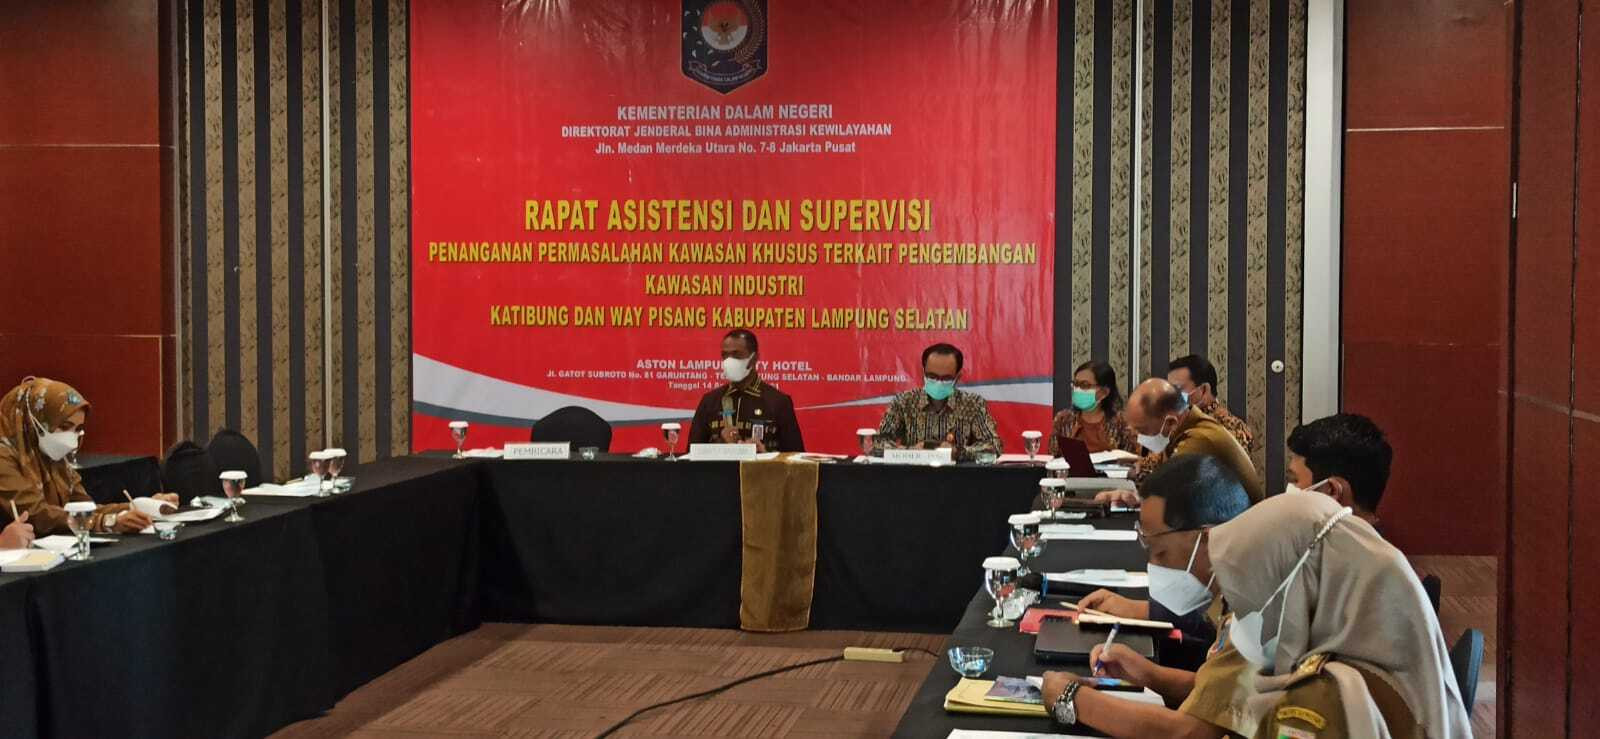 KEMENTERIAN DALAM NEGERI
DIREKTORAT JENDERAL BINA ADMINISTRASI KEWILAYAHAN
Jln. Medan Merdeka Utara No. 7-8 Jakarta Pusat
RAPAT ASISTENSI DAN SUPERVISI
PENANGANAN PERMASALAHAN KAWASAN KHUSUS TERKAIT PENGEMBANGAN
KAWASAN INDUSTRI
KATIBUNG DAN WAY PISANG KABUPATEN LAMPUNG SELATAN
ASTON HOTEL
JL. GATOT SUBROTO No. 81 GARUNTANG - SELATAN - BANDAR LAMPUNG
Tanggal 14
PEMBICARA